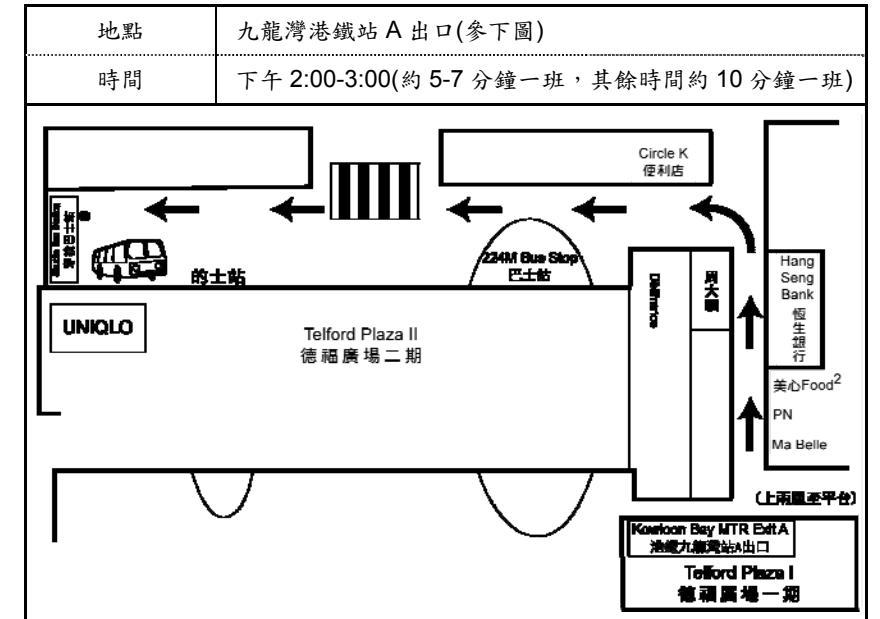 地點
九龍灣港鐵站 A 出口(參下圖)
時間
下午 2:00-3:00(約 5-7 分鐘一班，其餘時間約 10 分鐘一班)
Circle K
便利店
224M Bus Stop
巴士站
的士站
周大福
Hang
Seng
Bank
恆生銀行
UNIQLO
Telford Plaza II
德福廣場二期
美心Food²
PN
Ma Belle
(上兩層至平台)
Kowloon Bay MTR Exit A
港鐵九龍灣站A出口
Telford Plaza I
德福廣場一期